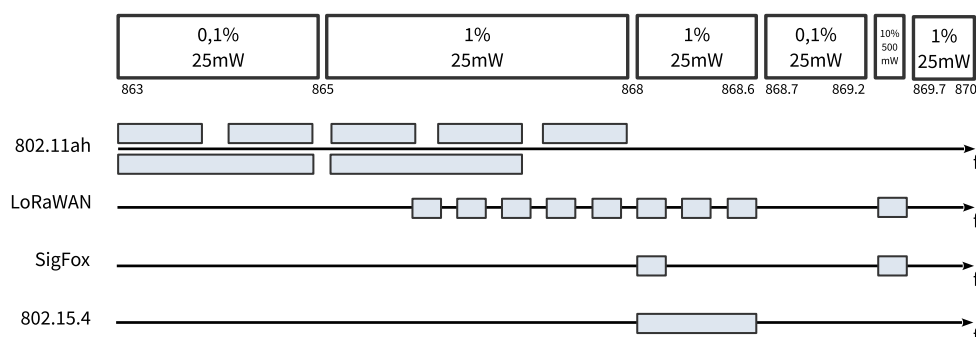 0,1% 1% 1% 0,1% 10% 1%
25mW 25mW 25mW 25mW 500 mW 25mW
863 865 868 868.6 868.7 869.2 869.7 870
802.11ah
f
LoRaWAN
f
SigFox
f
802.15.4
f